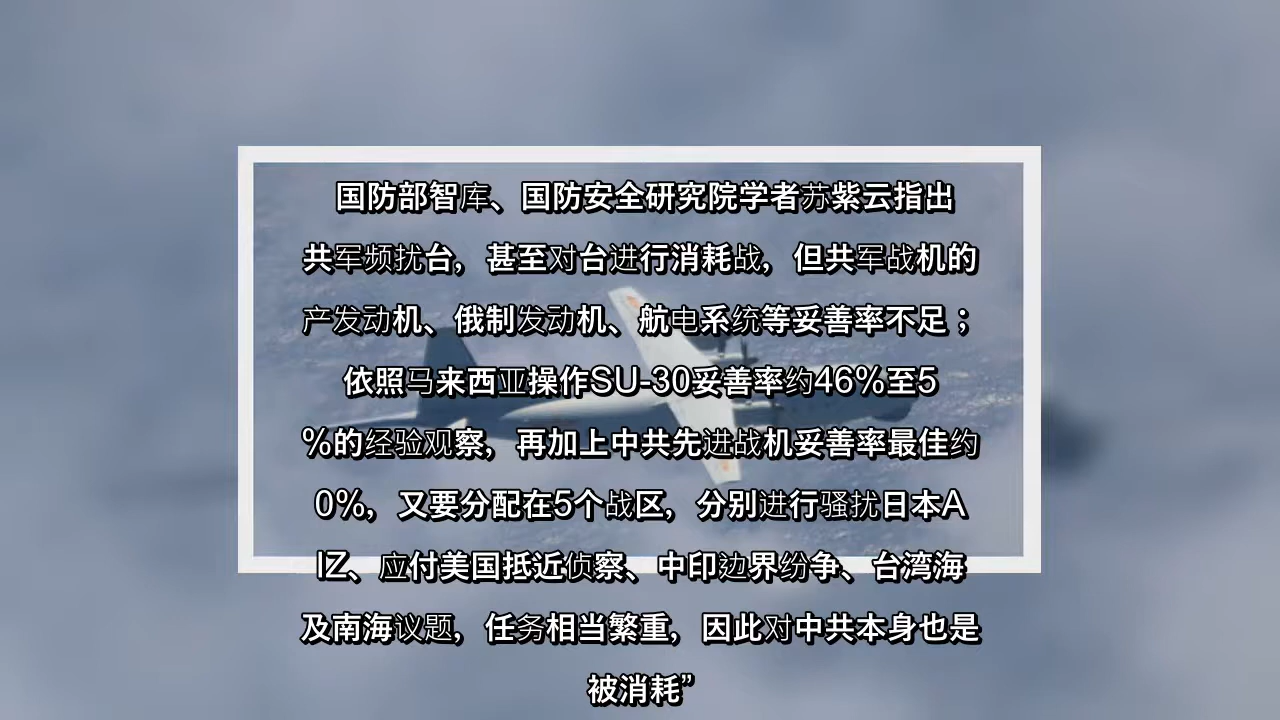 国防部智库、国防安全研究院学者苏紫云指出
共军频扰台，甚至对台进行消耗战，但共军战机的
产发动机、俄制发动机、航电系统等妥善率不足；
依照马来西亚操作SU-30妥善率约46%至5
%的经验观察，再加上中共先进战机妥善率最佳约
0%，又要分配在5个战区，分别进行骚扰日本A
IZ、应付美国抵近侦察、中印边界纷争、台湾海
及南海议题，任务相当繁重，因此对中共本身也是
被消耗”